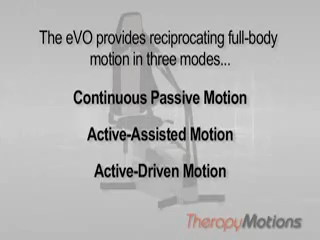 The eVO provides reciprocating full-body
motion in three modes...
Continuous Passive Motion
Active-Assisted Motion
Active-Driven Motion
TherapyMotions